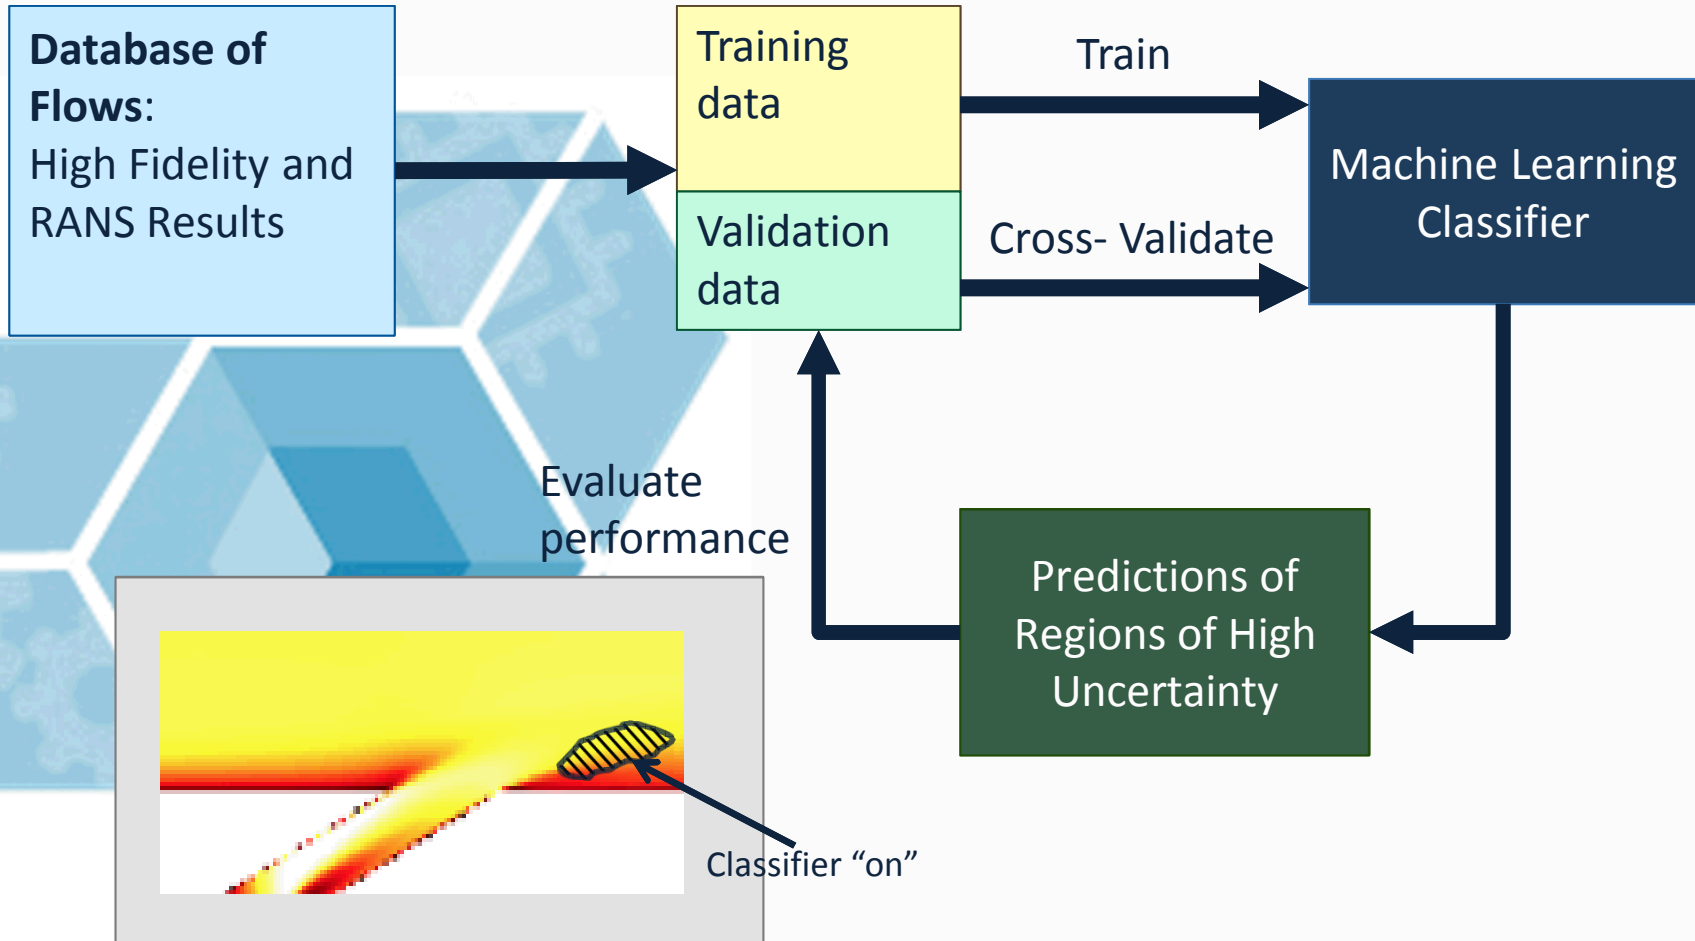 Database of
Flows:
High Fidelity and
RANS Results
Training
data
Validation
data
Train
Cross- Validate
Machine Learning
Classifier
Predictions of
Regions of High
Uncertainty
Evaluate
performance
Classifier “on”